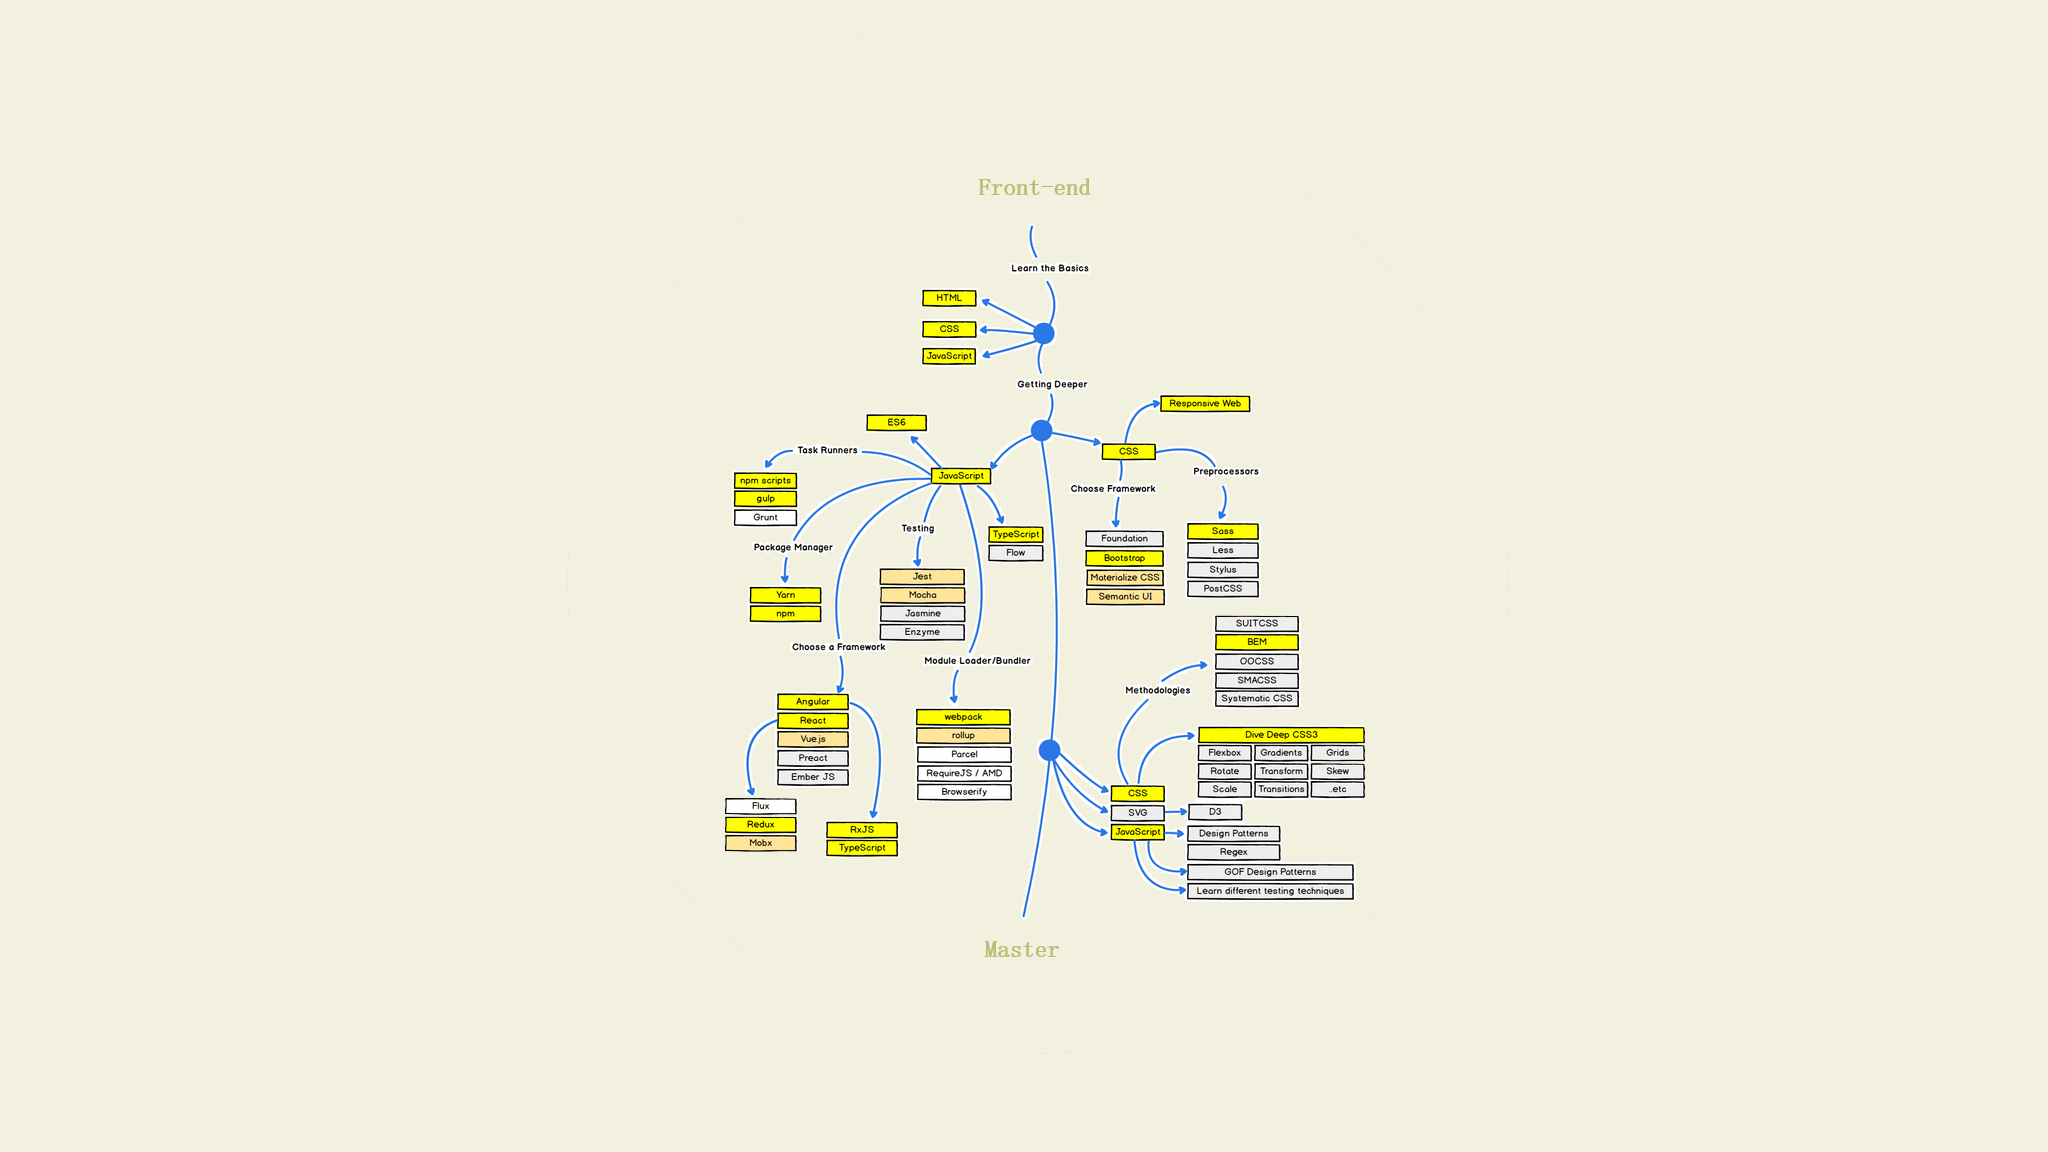 Front-end
Learn the Basics
HTML
CSS
JavaScript
Getting Deeper
Responsive Web
ES6
CSS
Task Runners
JavaScript
Preprocessors
npm scripts
gulp
Grunt
Choose Framework
Testing
TypeScript
Flow
Foundation
Bootstrap
Materialize CSS
Semantic UI
Sass
Less
Stylus
PostCSS
Package Manager
Yarn
npm
Jest
Mocha
Jasmine
Enzyme
Choose a Framework
Module Loader/Bundler
SUITCSS
BEM
OOCSS
SMACSS
Systematic CSS
Methodologies
Angular
React
Vue.js
Preact
Ember JS
webpack
rollup
Parcel
RequireJS / AMD
Browserify
Dive Deep CSS3
Flexbox Gradients Grids
Rotate Transform Skew
Scale Transitions ..etc
Flux
Redux
Mobx
RxJS
TypeScript
CSS
SVG
JavaScript
D3
Design Patterns
Regex
GOF Design Patterns
Learn different testing techniques
Master